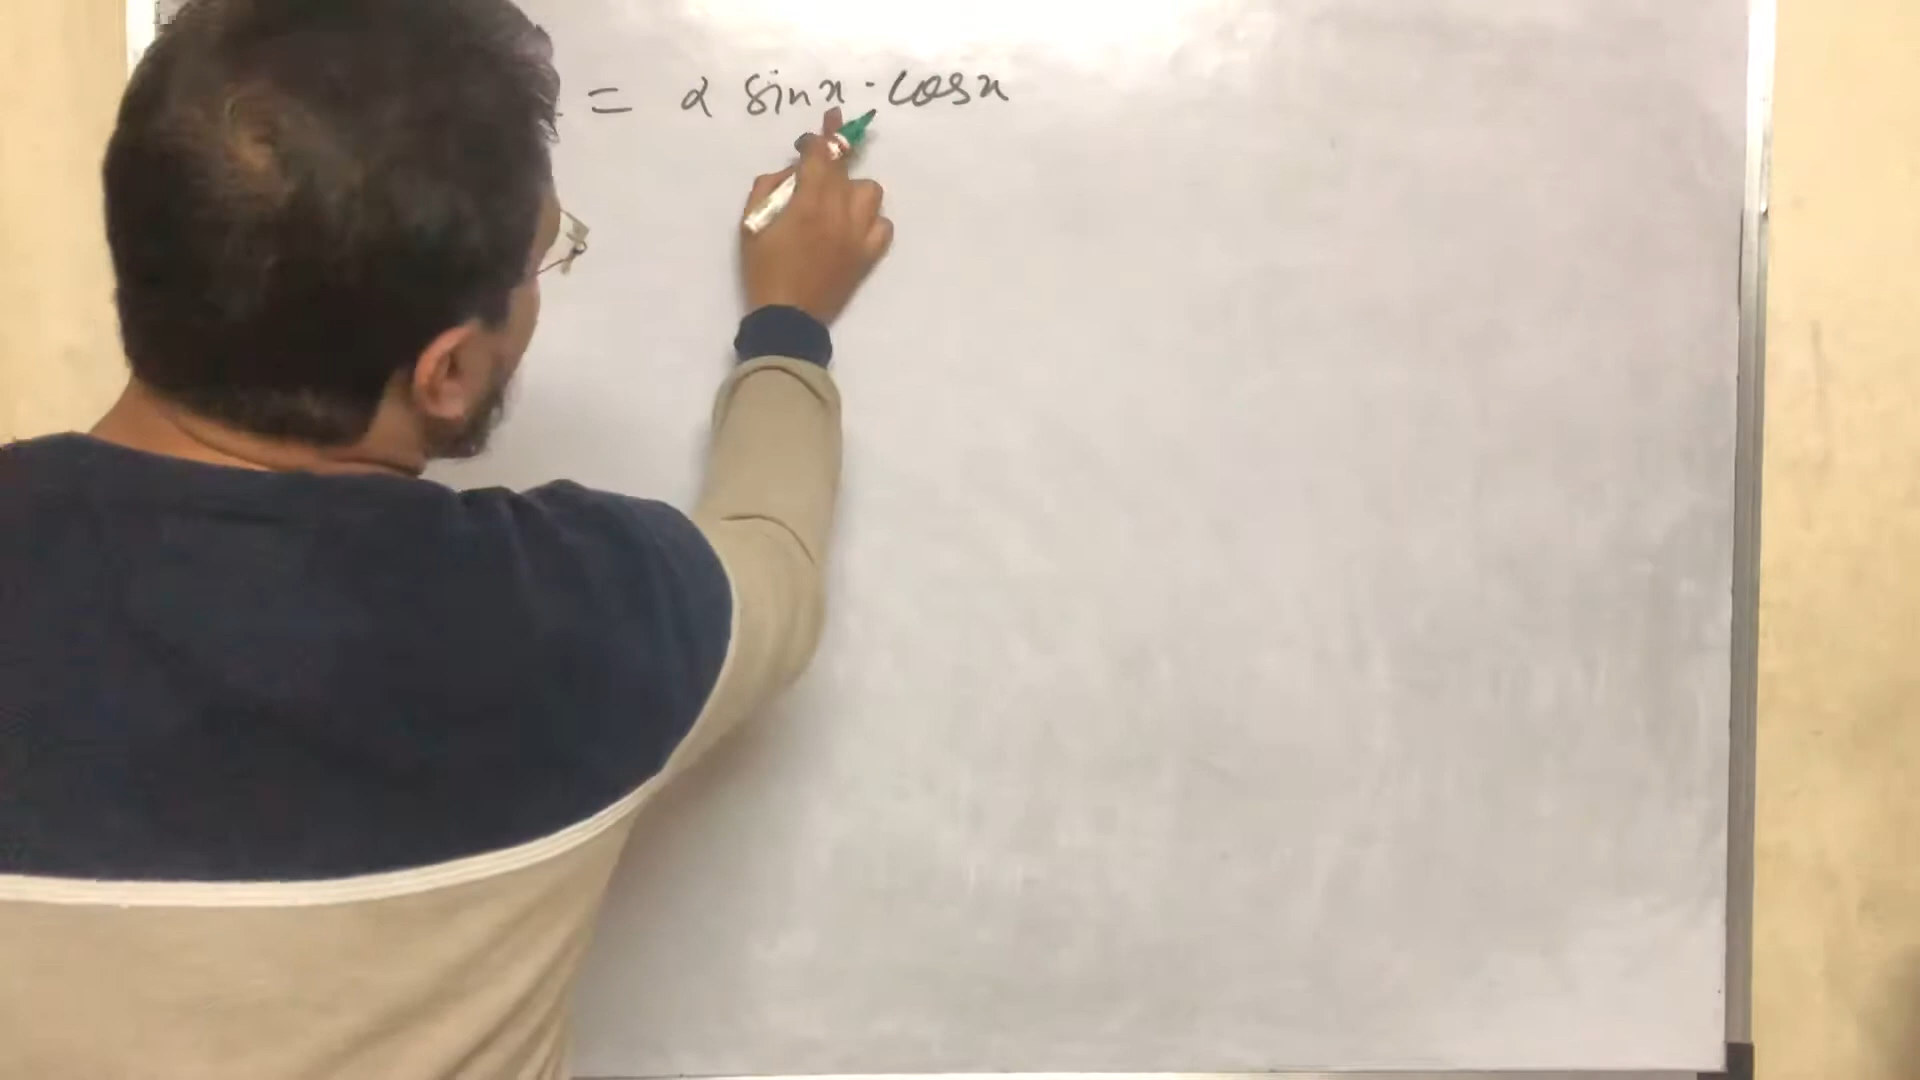 = 2 sinx · cosx